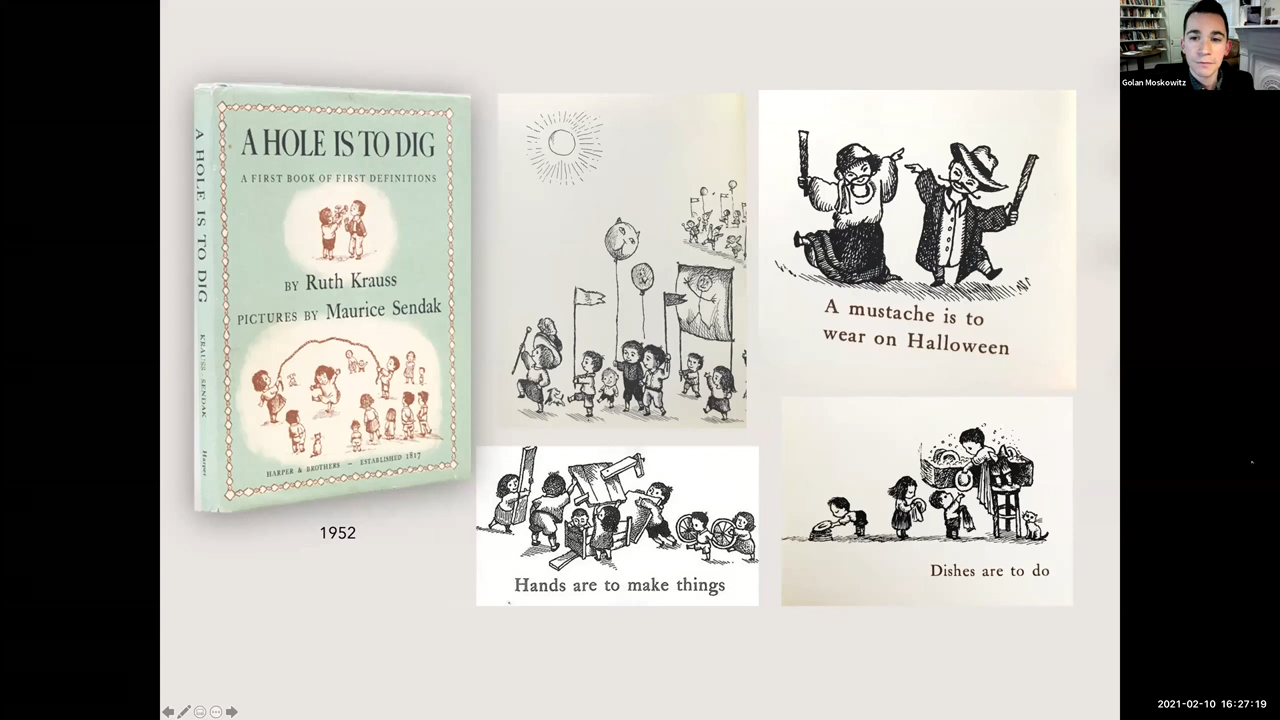 A HOLE IS TO DIG
KRAUSS · SENDAK
Harper
A HOLE IS TO DIG
A FIRST BOOK OF FIRST DEFINITIONS
BY Ruth Krauss
PICTURES BY Maurice Sendak
HARPER & BROTHERS – ESTABLISHED 1817
1952
A mustache is to
wear on Halloween
Hands are to make things
Dishes are to do
Golan Moskowitz
2021-02-10 16:27:19